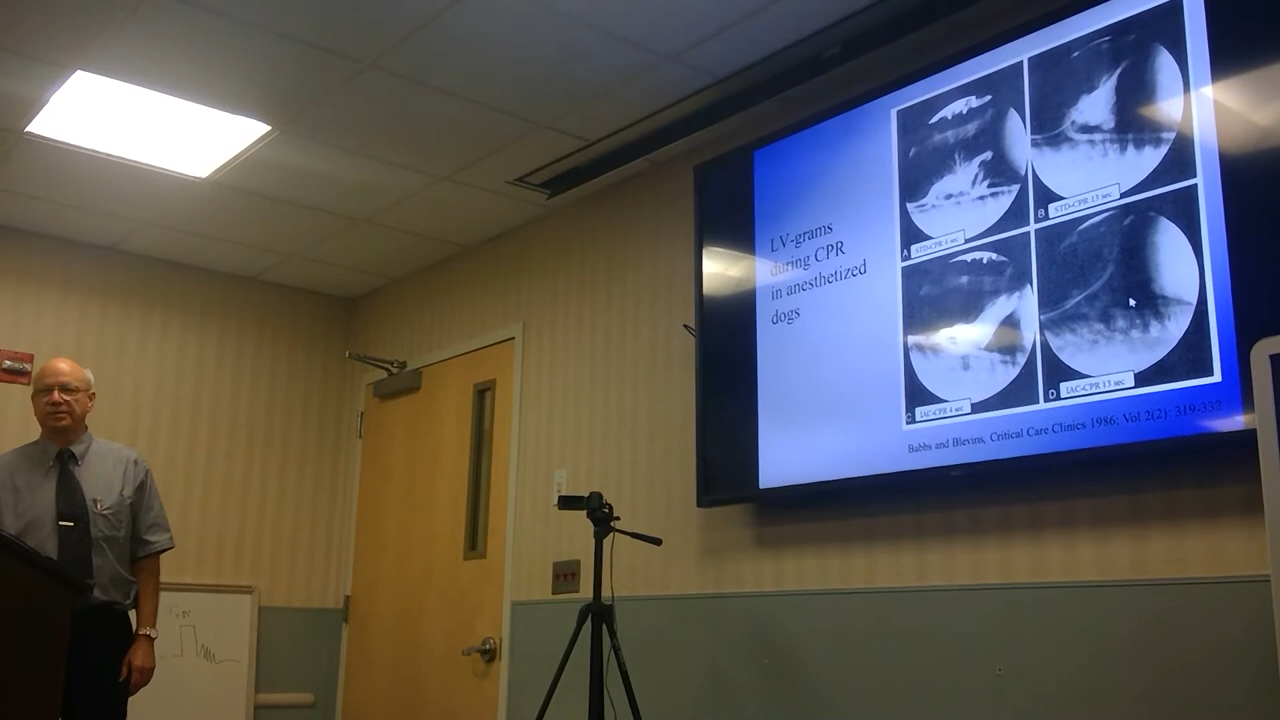 LV-grams
during CPR
in anesthetized
dogs
A
STD-CPR 4 sec
B
STD-CPR 13 sec
C
IAC-CPR 4 sec
D
IAC-CPR 13 sec
Babbs and Blevins, Critical Care Clinics 1986; Vol 2(2): 319-332